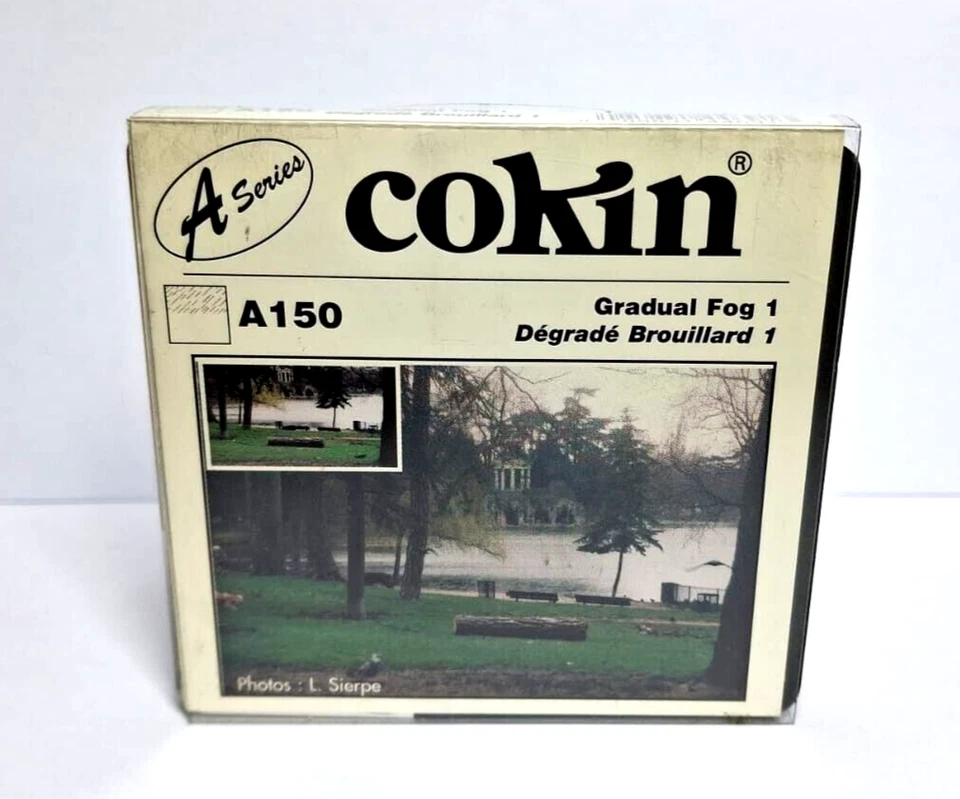 A Series
cokin®
A150
Gradual Fog 1
Dégradé Brouillard 1
Photos : L. Sierpe